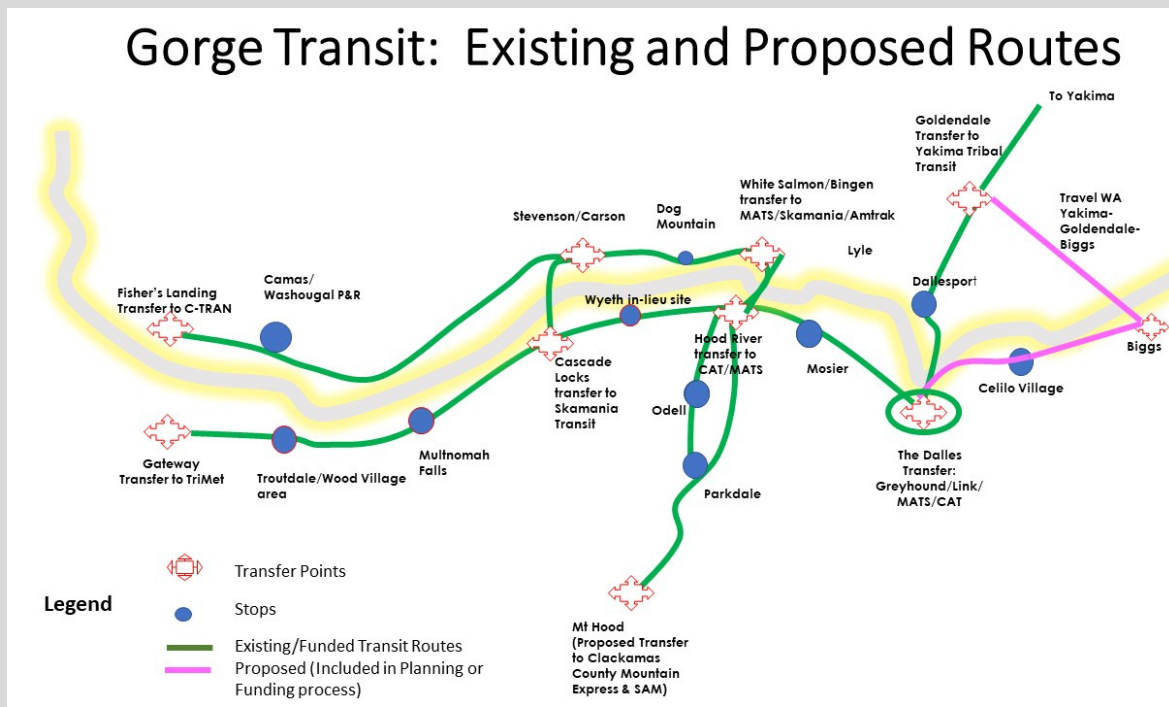 Gorge Transit: Existing and Proposed Routes
To Yakima
Goldendale
Transfer to
Yakima Tribal
Transit
White Salmon/Bingen
transfer to
MATS/Skamania/Amtrak
Travel WA
Yakima-
Goldendale-
Biggs
Stevenson/Carson
Dog
Mountain
Lyle
Camas/
Washougal P&R
Fisher's Landing
Transfer to C-TRAN
Dallesport
Wyeth in-lieu site
Hood River
transfer to
CAT/MATS
Biggs
Cascade
Locks
transfer to
Skamania
Transit
Mosier
Celilo Village
Odell
Gateway
Transfer to TriMet
Troutdale/Wood Village
area
Multnomah
Falls
The Dalles
Transfer:
Greyhound/Link/
MATS/CAT
Parkdale
Mt Hood
(Proposed Transfer
to Clackamas
County Mountain
Express & SAM)
Legend
Transfer Points
Stops
Existing/Funded Transit Routes
Proposed (Included in Planning or
Funding process)